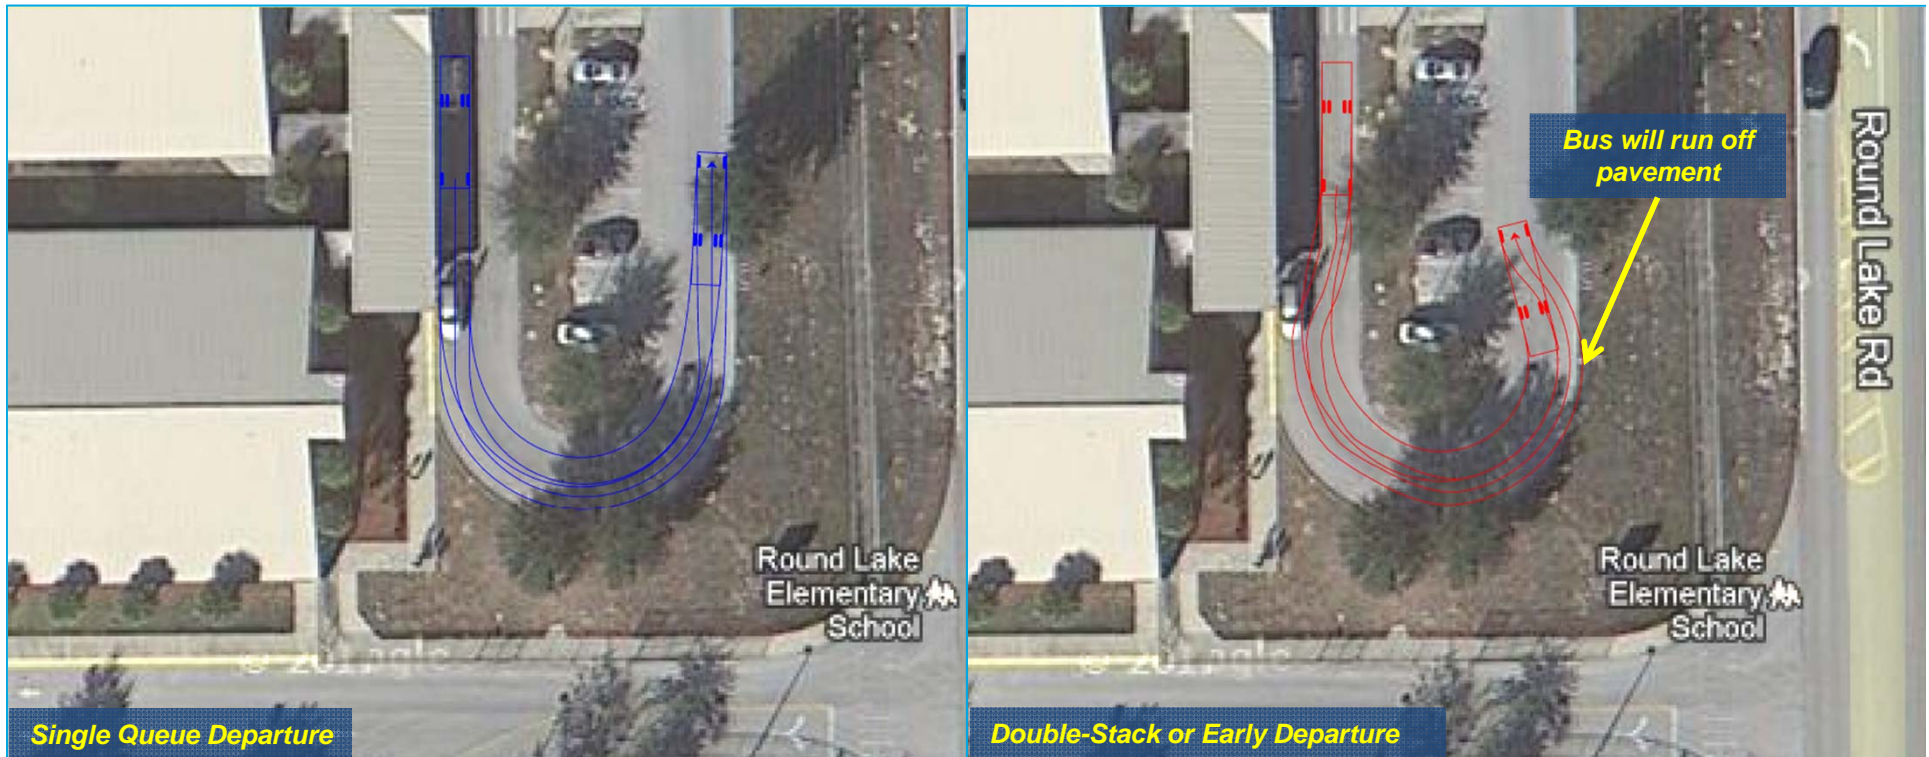 Bus will run off
pavement
Round Lake Rd
Round Lake
Elementary
School
Round Lake
Elementary
School
Single Queue Departure
Double-Stack or Early Departure